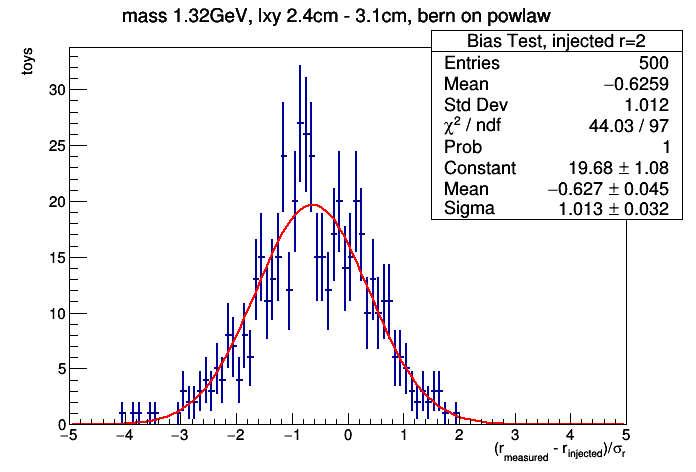 mass 1.32GeV, lxy 2.4cm - 3.1cm, bern on powlaw
Bias Test, injected r=2
Entries 500
Mean −0.6259
Std Dev 1.012
χ² / ndf 44.03 / 97
Prob 1
Constant 19.68 ± 1.08
Mean −0.627 ± 0.045
Sigma 1.013 ± 0.032
toys
30
25
20
15
10
5
0
−5 −4 −3 −2 −1 0 1 2 3 4 5
(r_measured - r_injected)/σ_r